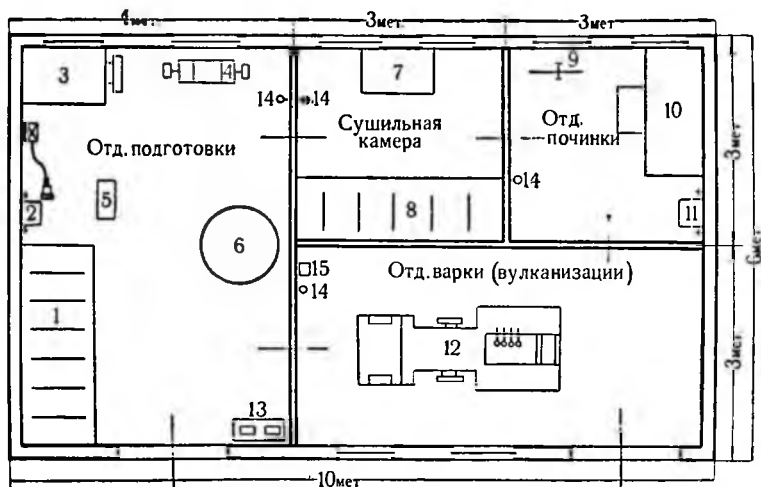 4мет.
3мет
3мет
3
4
7
9
10
14
14
Отд. подготовки
Сушильная
камера
Отд.
починки
3мет
2
5
14
8
11
6
6мет
15
Отд. варки (вулканизации)
14
1
12
3мет
13
10мет